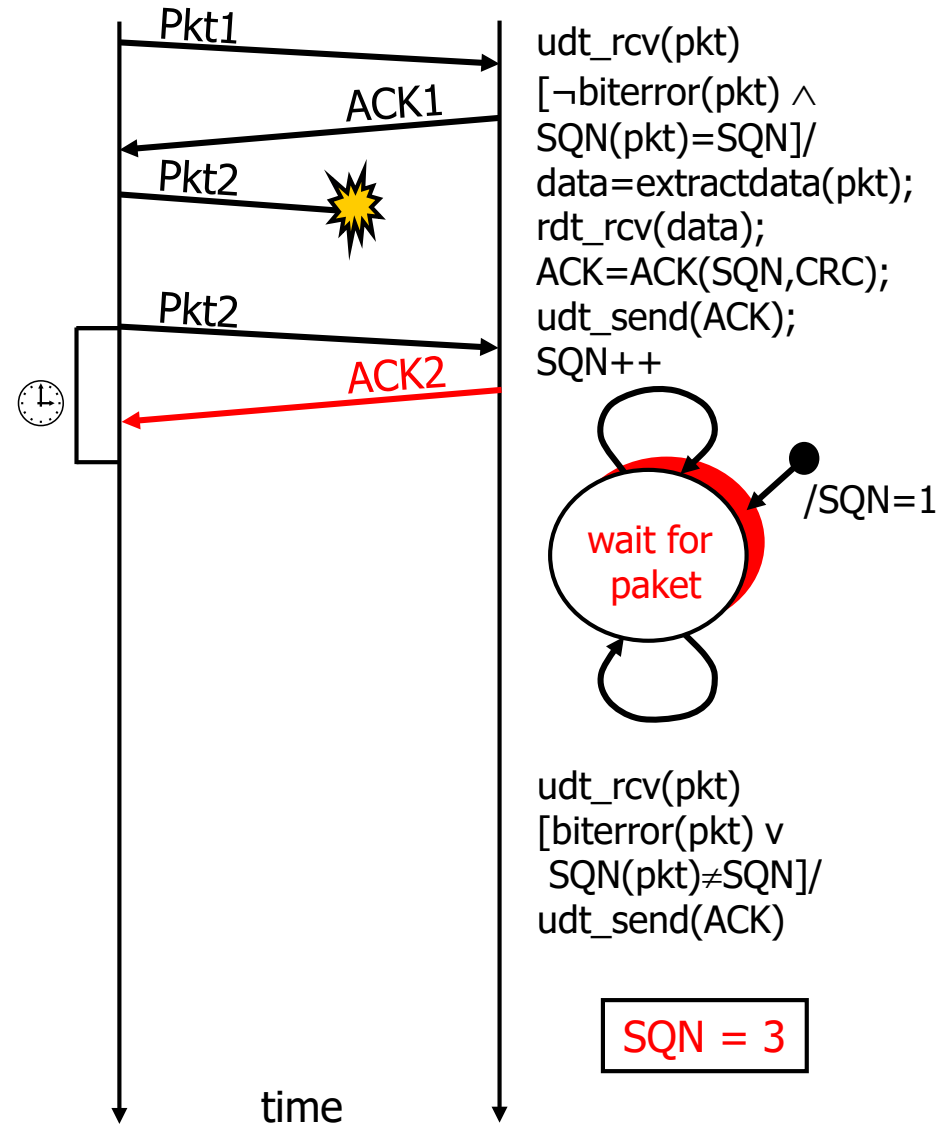 Pkt1
ACK1
Pkt2
Pkt2
ACK2
time
udt_rcv(pkt)
[¬biterror(pkt) ∧
SQN(pkt)=SQN]/
data=extractdata(pkt);
rdt_rcv(data);
ACK=ACK(SQN,CRC);
udt_send(ACK);
SQN++
/SQN=1
wait for
paket
udt_rcv(pkt)
[biterror(pkt) v
SQN(pkt)≠SQN]/
udt_send(ACK)
SQN = 3